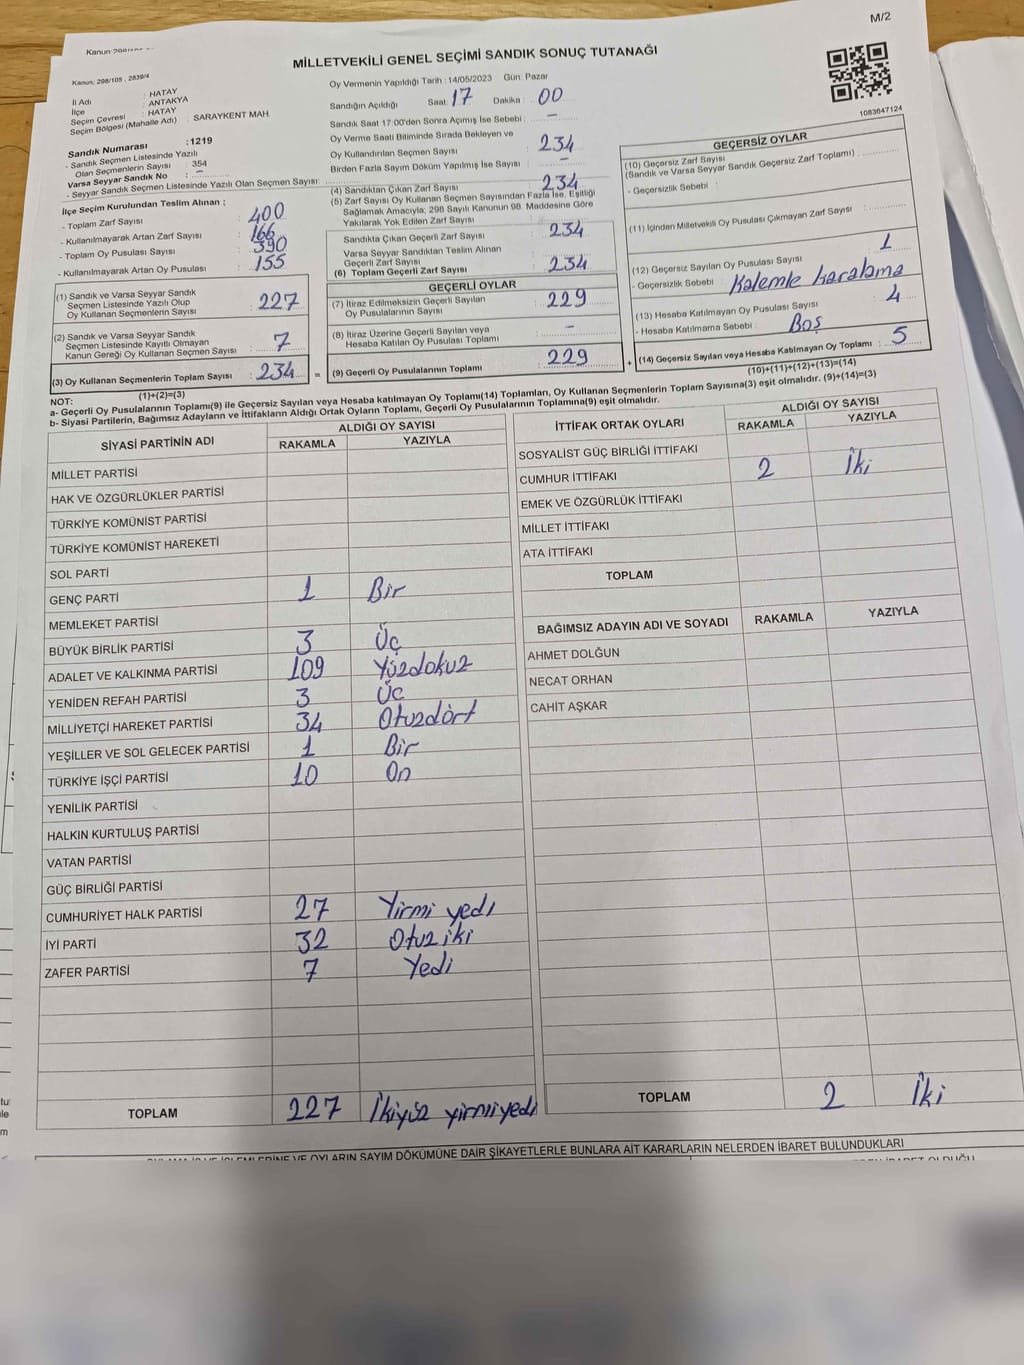 M/2
MİLLETVEKİLİ GENEL SEÇİMİ SANDIK SONUÇ TUTANAĞI
Kanun: 298/105 , 2839/4
İl Adı : HATAY
İlçe : ANTAKYA
Seçim Çevresi : HATAY
Seçim Bölgesi (Mahalle Adı) : SARAYKENT MAH
Sandık Numarası : 1219
- Sandık Seçmen Listesinde Yazılı
Olan Seçmenlerin Sayısı : 354
Varsa Seyyar Sandık No : –
- Seyyar Sandık Seçmen Listesinde Yazılı Olan Seçmen Sayısı:
İlçe Seçim Kurulundan Teslim Alınan ;
- Toplam Zarf Sayısı : 400
- Kullanılmayarak Artan Zarf Sayısı : 166
- Toplam Oy Pusulası Sayısı : 390
- Kullanılmayarak Artan Oy Pusulası : 155
(1) Sandık ve Varsa Seyyar Sandık
Seçmen Listesinde Yazılı Olup
Oy Kullanan Seçmenlerin Sayısı : 227
(2) Sandık ve Varsa Seyyar Sandık
Seçmen Listesinde Kayıtlı Olmayan
Kanun Gereği Oy Kullanan Seçmen Sayısı : 7
(3) Oy Kullanan Seçmenlerin Toplam Sayısı : 234 =
(1)+(2)=(3)
Oy Vermenin Yapıldığı Tarih : 14/05/2023 Gün: Pazar
Sandığın Açıldığı Saat: 17 Dakika : 00
Sandık Saat 17:00'den Sonra Açımış İse Sebebi : –
Oy Verme Saati Bitiminde Sırada Bekleyen ve
Oy Kullandırılan Seçmen Sayısı : 234
Birden Fazla Sayım Döküm Yapılmış İse Sayısı : –
(4) Sandıktan Çıkan Zarf Sayısı : 234
(5) Zarf Sayısı Oy Kullanan Seçmen Sayısından Fazla İse, Eşitliği
Sağlamak Amacıyla; 298 Sayılı Kanunun 98. Maddesine Göre
Yakılarak Yok Edilen Zarf Sayısı :
Sandıkta Çıkan Geçerli Zarf Sayısı : 234
Varsa Seyyar Sandıktan Teslim Alınan
Geçerli Zarf Sayısı
(6) Toplam Geçerli Zarf Sayısı : 234
GEÇERLİ OYLAR
(7) İtiraz Edilmeksizin Geçerli Sayılan
Oy Pusulalarının Sayısı : 229
(8) İtiraz Üzerine Geçerli Sayılan veya
Hesaba Katılan Oy Pusulası Toplamı : –
(9) Geçerli Oy Pusulalarının Toplamı : 229 +
1083647124
GEÇERSİZ OYLAR
(10) Geçersiz Zarf Sayısı
(Sandık ve Varsa Seyyar Sandık Geçersiz Zarf Toplamı) :
- Geçersizlik Sebebi :
(11) İçinden Milletvekili Oy Pusulası Çıkmayan Zarf Sayısı :
(12) Geçersiz Sayılan Oy Pusulası Sayısı : 1
- Geçersizlik Sebebi : Kalemle karalama
(13) Hesaba Katılmayan Oy Pusulası Sayısı : 4
- Hesaba Katılmama Sebebi : Boş
(14) Geçersiz Sayılan veya Hesaba Katılmayan Oy Toplamı : 5
(10)+(11)+(12)+(13)=(14)
NOT:
a- Geçerli Oy Pusulalarının Toplamı(9) ile Geçersiz Sayılan veya Hesaba katılmayan Oy Toplamı(14) Toplamları, Oy Kullanan Seçmenlerin Toplam Sayısına(3) eşit olmalıdır. (9)+(14)=(3)
b- Siyasi Partilerin, Bağımsız Adayların ve İttifakların Aldığı Ortak Oyların Toplamı, Geçerli Oy Pusulalarının Toplamına(9) eşit olmalıdır.
SİYASİ PARTİNİN ADI ALDIĞI OY SAYISI
RAKAMLA YAZIYLA
MİLLET PARTİSİ
HAK VE ÖZGÜRLÜKLER PARTİSİ
TÜRKİYE KOMÜNİST PARTİSİ
TÜRKİYE KOMÜNİST HAREKETİ
SOL PARTİ
GENÇ PARTİ 1 Bir
MEMLEKET PARTİSİ
BÜYÜK BİRLİK PARTİSİ 3 Üç
ADALET VE KALKINMA PARTİSİ 109 Yüzdokuz
YENİDEN REFAH PARTİSİ 3 Üç
MİLLİYETÇİ HAREKET PARTİSİ 34 Otuzdört
YEŞİLLER VE SOL GELECEK PARTİSİ 1 Bir
TÜRKİYE İŞÇİ PARTİSİ 10 On
YENİLİK PARTİSİ
HALKIN KURTULUŞ PARTİSİ
VATAN PARTİSİ
GÜÇ BİRLİĞİ PARTİSİ
CUMHURİYET HALK PARTİSİ 27 Yirmi yedi
İYİ PARTİ 32 Otuz iki
ZAFER PARTİSİ 7 Yedi
TOPLAM 227 İkiyüz yirmiyedi
İTTİFAK ORTAK OYLARI ALDIĞI OY SAYISI
RAKAMLA YAZIYLA
SOSYALİST GÜÇ BİRLİĞİ İTTİFAKI
CUMHUR İTTİFAKI 2 İki
EMEK VE ÖZGÜRLÜK İTTİFAKI
MİLLET İTTİFAKI
ATA İTTİFAKI
TOPLAM
BAĞIMSIZ ADAYIN ADI VE SOYADI RAKAMLA YAZIYLA
AHMET DOLĞUN
NECAT ORHAN
CAHİT AŞKAR
TOPLAM 2 İki
OYLARIN SAYIM DÖKÜMÜNE DAİR ŞİKAYETLERLE BUNLARA AİT KARARLARIN NELERDEN İBARET BULUNDUKLARI